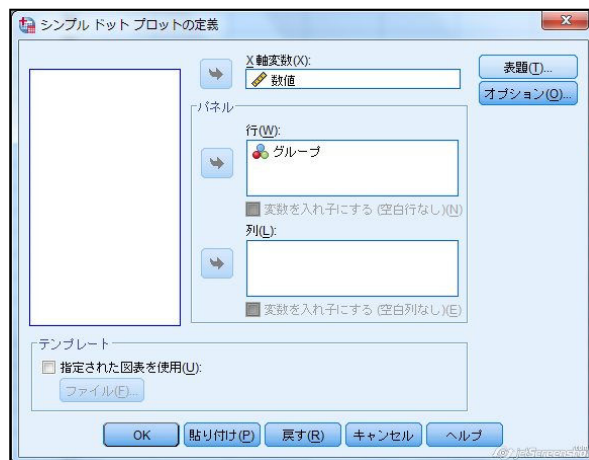 シンプル ドット プロットの定義
X軸変数(X):
数値
表題(T)...
オプション(O)...
パネル
行(W):
グループ
変数を入れ子にする (空白行なし)(N)
列(L):
変数を入れ子にする (空白列なし)(E)
テンプレート
指定された図表を使用(U):
ファイル(F)...
OK
貼り付け(P)
戻す(R)
キャンセル
ヘルプ